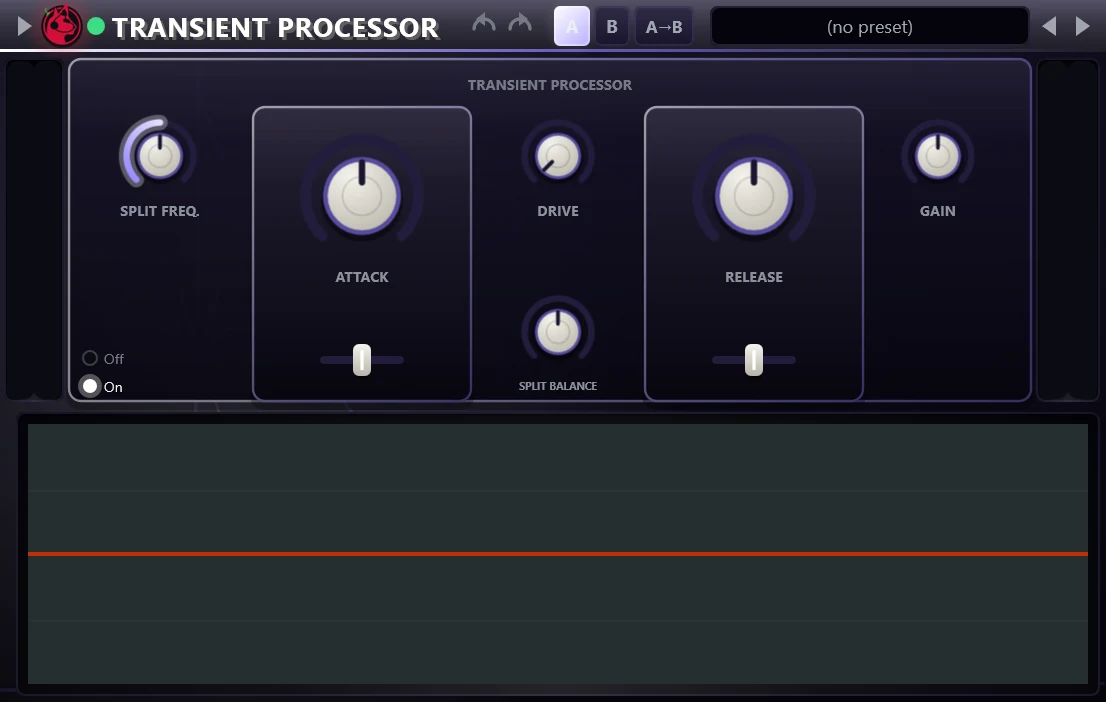 TRANSIENT PROCESSOR
A
B
A→B
(no preset)
TRANSIENT PROCESSOR
SPLIT FREQ.
DRIVE
GAIN
ATTACK
RELEASE
Off
On
SPLIT BALANCE